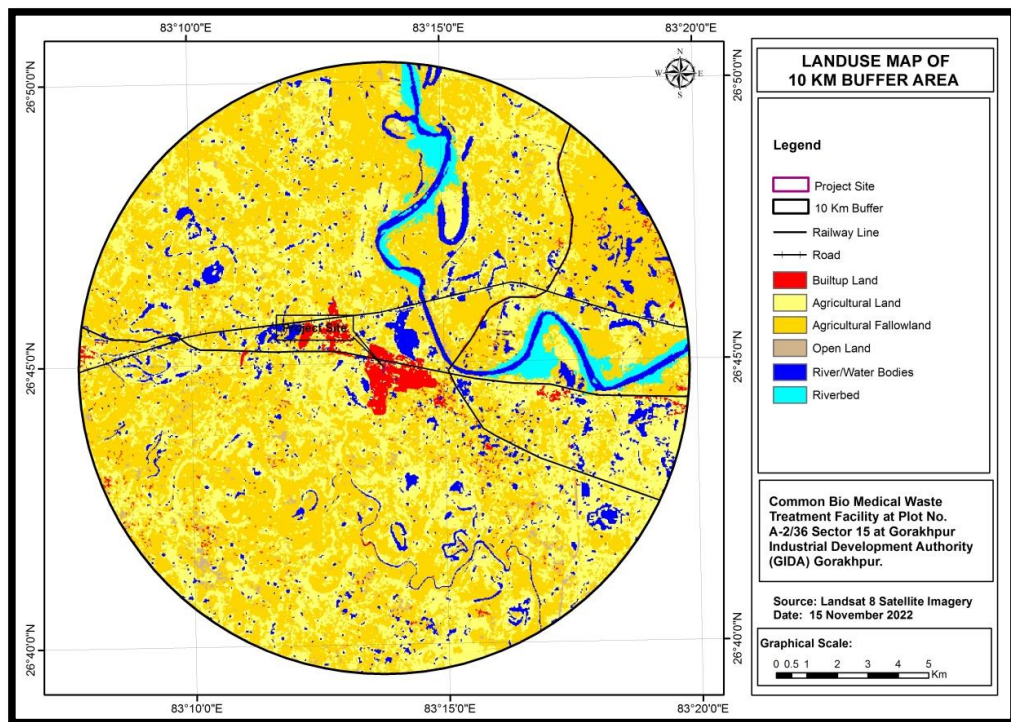 83°10'0"E 83°15'0"E 83°20'0"E
26°50'0"N
26°45'0"N
26°40'0"N
N
W E
S
Project Site
26°50'0"N
26°45'0"N
26°40'0"N
83°10'0"E 83°15'0"E 83°20'0"E
LANDUSE MAP OF
10 KM BUFFER AREA
Legend
Project Site
10 Km Buffer
Railway Line
Road
Builtup Land
Agricultural Land
Agricultural Fallowland
Open Land
River/Water Bodies
Riverbed
Common Bio Medical Waste
Treatment Facility at Plot No.
A-2/36 Sector 15 at Gorakhpur
Industrial Development Authority
(GIDA) Gorakhpur.
Source: Landsat 8 Satellite Imagery
Date: 15 November 2022
Graphical Scale:
0 0.5 1 2 3 4 5
Km